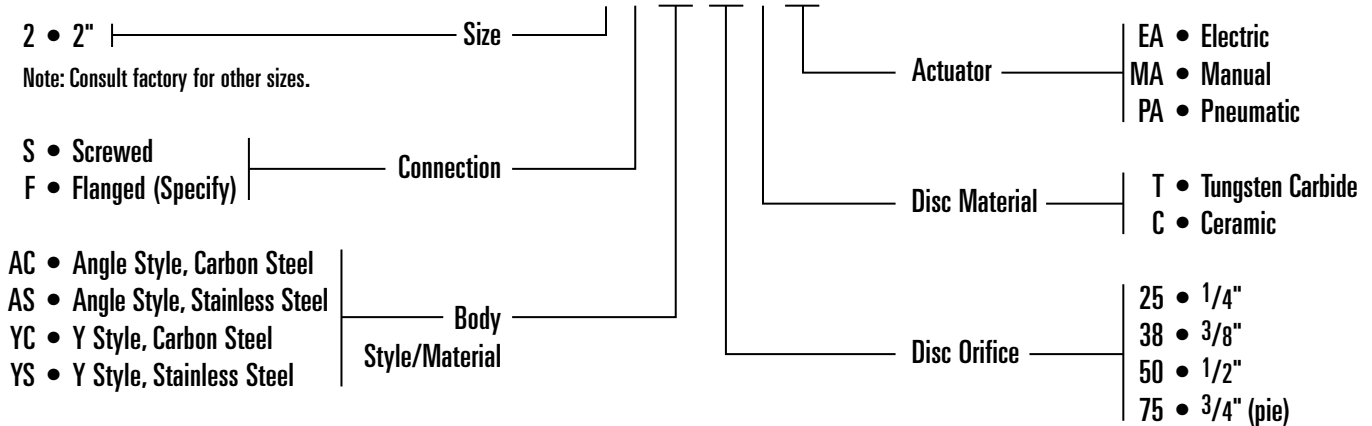 2 • 2"
Size
Note: Consult factory for other sizes.
S • Screwed
F • Flanged (Specify)
Connection
AC • Angle Style, Carbon Steel
AS • Angle Style, Stainless Steel
YC • Y Style, Carbon Steel
YS • Y Style, Stainless Steel
Body
Style/Material
Actuator
EA • Electric
MA • Manual
PA • Pneumatic
Disc Material
T • Tungsten Carbide
C • Ceramic
Disc Orifice
25 • 1/4"
38 • 3/8"
50 • 1/2"
75 • 3/4" (pie)